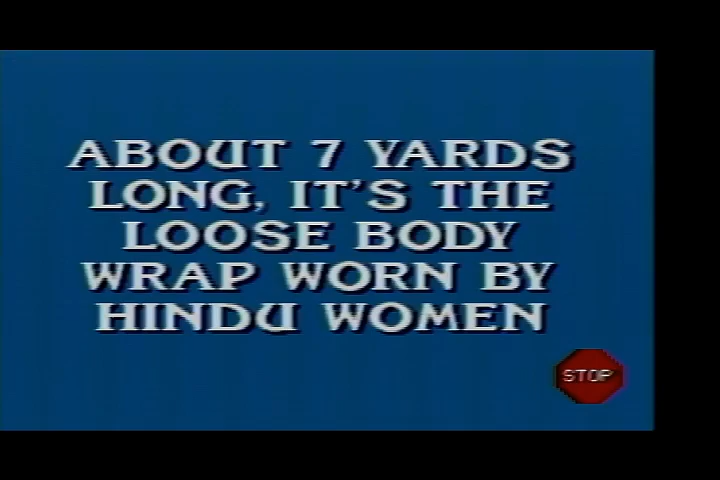 ABOUT 7 YARDS
LONG, IT'S THE
LOOSE BODY
WRAP WORN BY
HINDU WOMEN
STOP